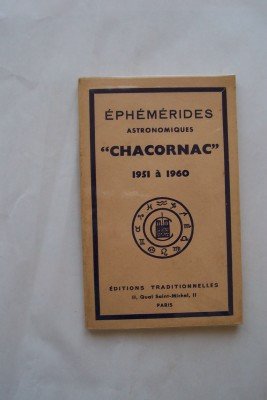 ÉPHÉMÉRIDES
ASTRONOMIQUES
“CHACORNAC”
1951 à 1960
ÉDITIONS TRADITIONNELLES
11, Quai Saint-Michel, 11
PARIS